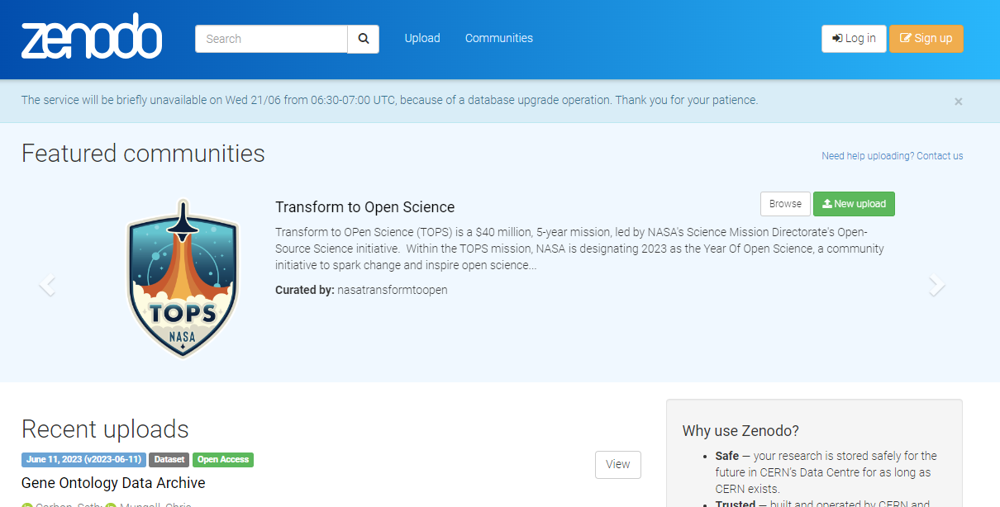 zenodo
Search
Upload
Communities
Log in
Sign up
The service will be briefly unavailable on Wed 21/06 from 06:30-07:00 UTC, because of a database upgrade operation. Thank you for your patience.
×
Featured communities
Need help uploading? Contact us
TOPS
NASA
Transform to Open Science
Browse
New upload
Transform to OPen Science (TOPS) is a $40 million, 5-year mission, led by NASA's Science Mission Directorate's Open-
Source Science initiative.  Within the TOPS mission, NASA is designating 2023 as the Year Of Open Science, a community
initiative to spark change and inspire open science...
Curated by: nasatransformtoopen
Recent uploads
June 11, 2023 (v2023-06-11) Dataset Open Access
View
Gene Ontology Data Archive
Carbon, Seth; Mungall, Chris
Why use Zenodo?
• Safe — your research is stored safely for the
future in CERN's Data Centre for as long as
CERN exists.
• Trusted — built and operated by CERN and